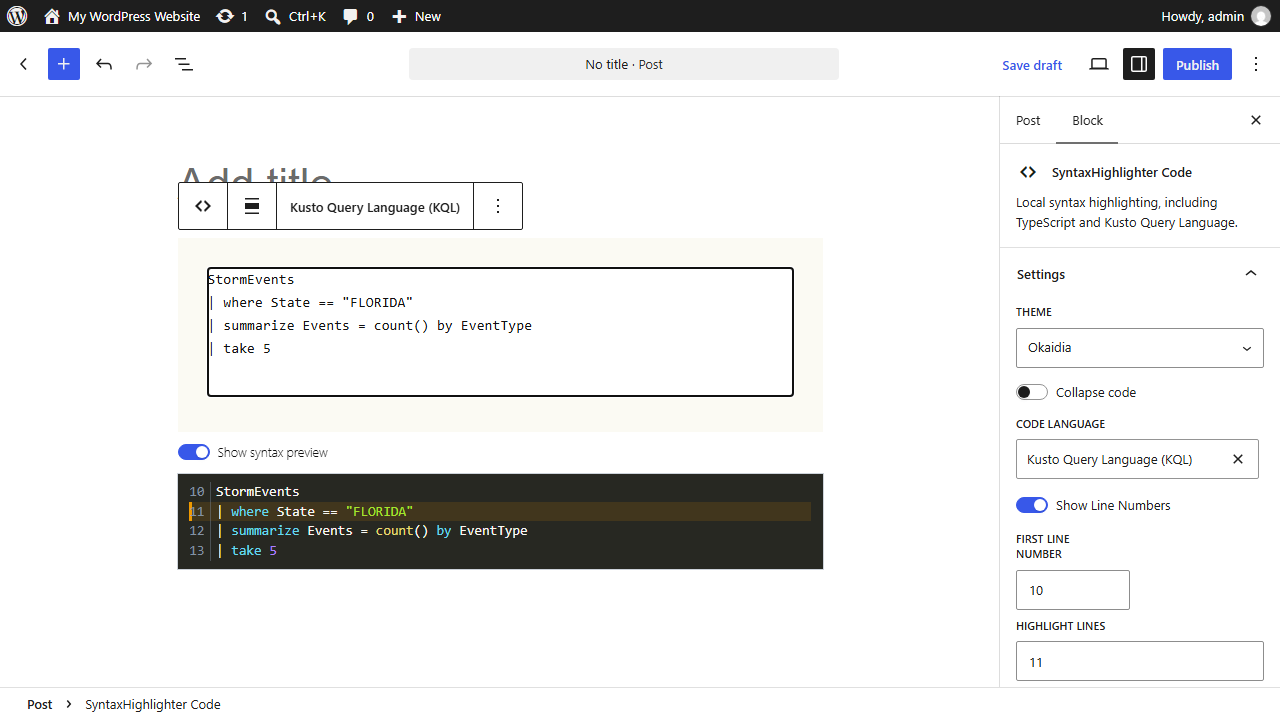 My WordPress Website 1 Ctrl+K 0 New Howdy, admin
No title · Post Save draft Publish
Post Block
Add title
Kusto Query Language (KQL)
StormEvents
| where State == "FLORIDA"
| summarize Events = count() by EventType
| take 5
Show syntax preview
10 StormEvents
11 | where State == "FLORIDA"
12 | summarize Events = count() by EventType
13 | take 5
SyntaxHighlighter Code
Local syntax highlighting, including
TypeScript and Kusto Query Language.
Settings
THEME
Okaidia
Collapse code
CODE LANGUAGE
Kusto Query Language (KQL)
Show Line Numbers
FIRST LINE
NUMBER
10
HIGHLIGHT LINES
11
Post SyntaxHighlighter Code